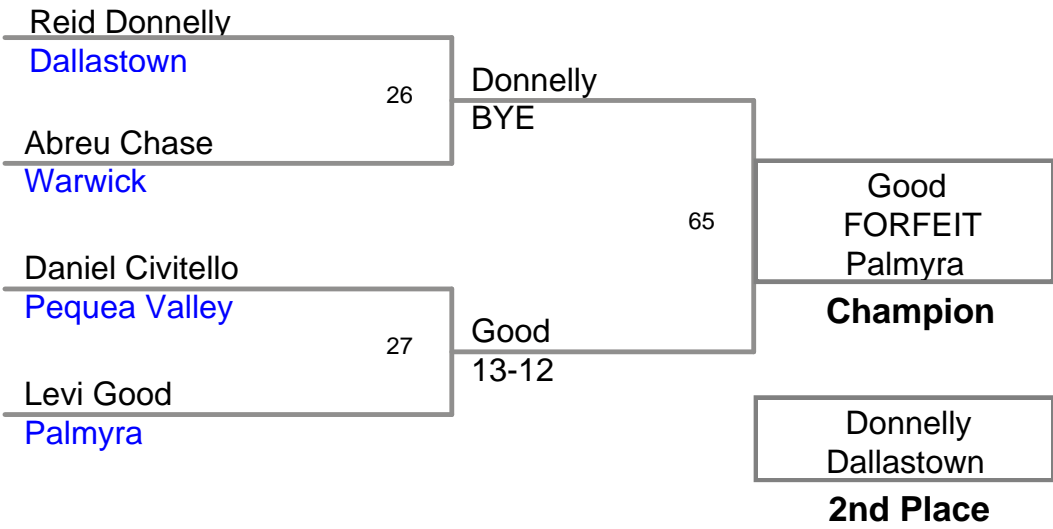 Reid Donnelly
Dallastown
26
Abreu Chase
Warwick
Donnelly
BYE
Daniel Civitello
Pequea Valley
27
Levi Good
Palmyra
Good
13-12
65
Good
FORFEIT
Palmyra
Champion
Donnelly
Dallastown
2nd Place